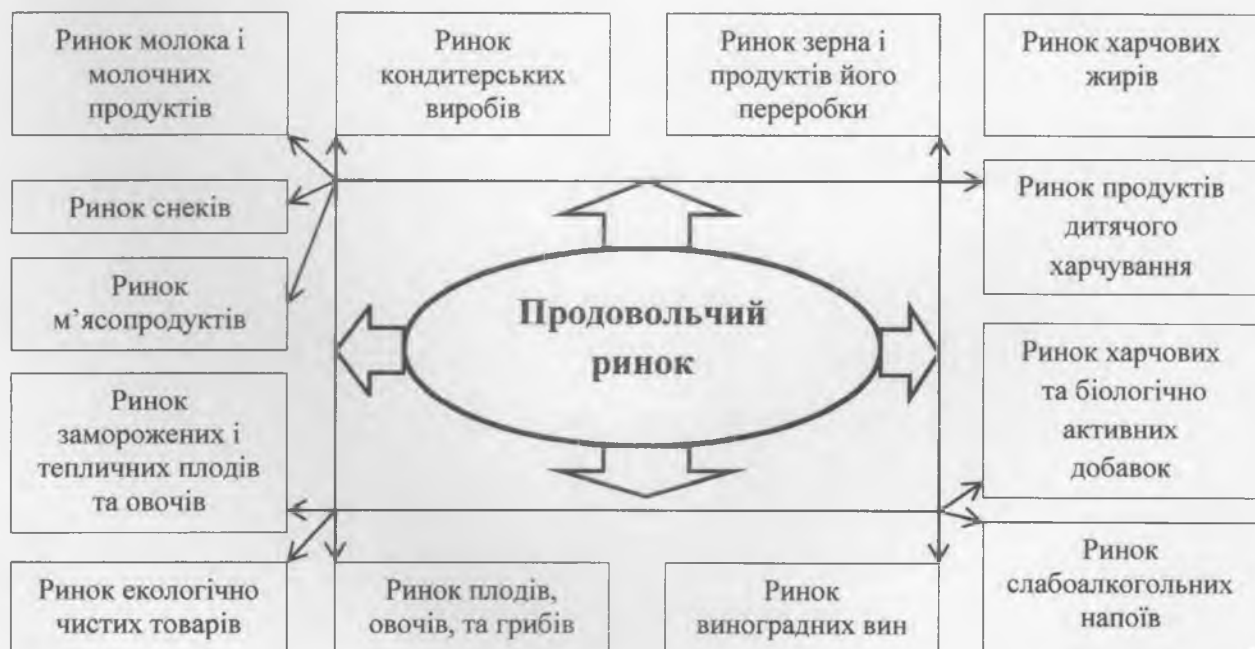 Ринок молока і
молочних
продуктів
Ринок
кондитерських
виробів
Ринок зерна і
продуктів його
переробки
Ринок харчових
жирів
Ринок снеків
Ринок продуктів
дитячого
харчування
Ринок
м’ясопродуктів
Продовольчий
ринок
Ринок харчових
та біологічно
активних
добавок
Ринок
заморожених і
тепличних плодів
та овочів
Ринок екологічно
чистих товарів
Ринок плодів,
овочів, та грибів
Ринок
виноградних вин
Ринок
слабоалкогольних
напоїв